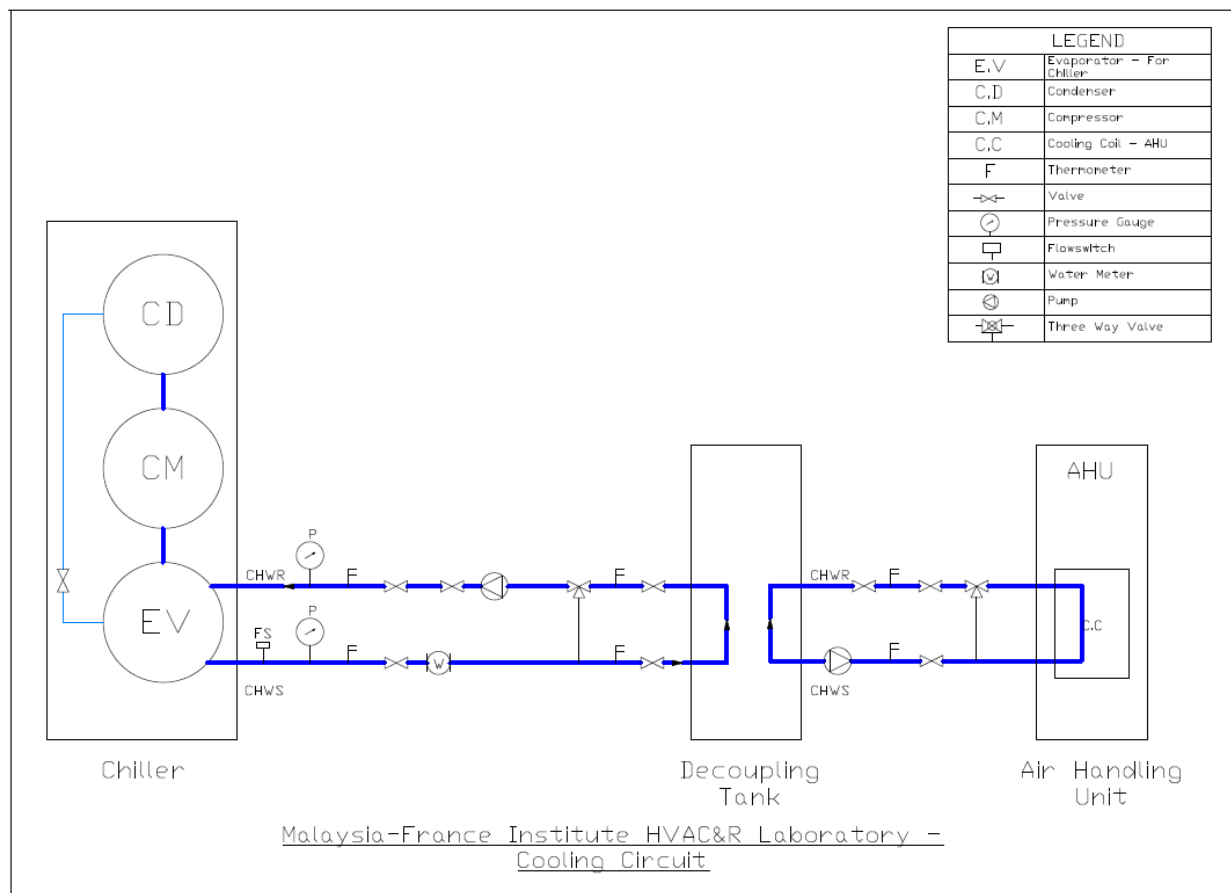 LEGEND
E.V Evaporator - For
Chiller
C.D Condenser
C.M Compressor
C.C Cooling Coil - AHU
F Thermometer
Valve
Pressure Gauge
Flowswitch
W Water Meter
Pump
Three Way Valve
CD
CM
EV
AHU
P
CHWR
F
F
CHWR
F
C.C
FS
P
F
W
F
F
CHWS
CHWS
Chiller
Decoupling
Tank
Air Handling
Unit
Malaysia-France Institute HVAC&R Laboratory -
Cooling Circuit